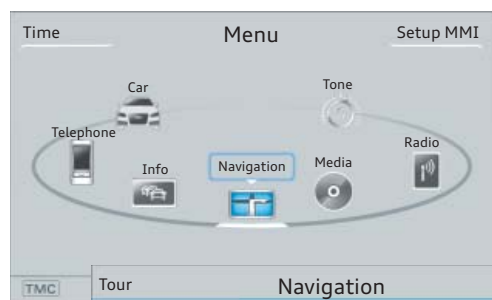 Time Menu Setup MMI
Car Tone
Telephone Radio
Info Navigation Media
TMC Tour Navigation